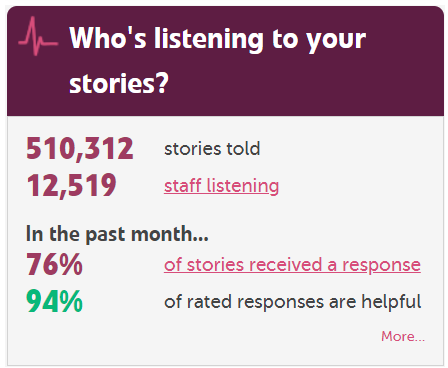 Who's listening to your
stories?
510,312 stories told
12,519 staff listening
In the past month...
76% of stories received a response
94% of rated responses are helpful
More...